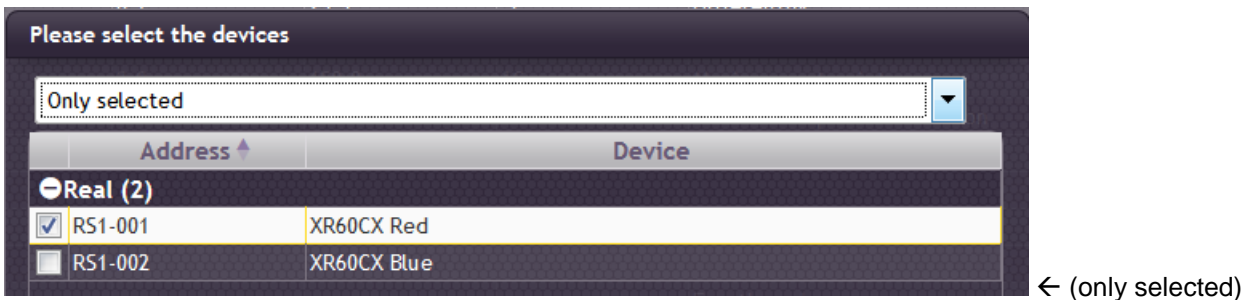 Please select the devices
Only selected
Address Device
Real (2)
RS1-001 XR60CX Red
RS1-002 XR60CX Blue
← (only selected)